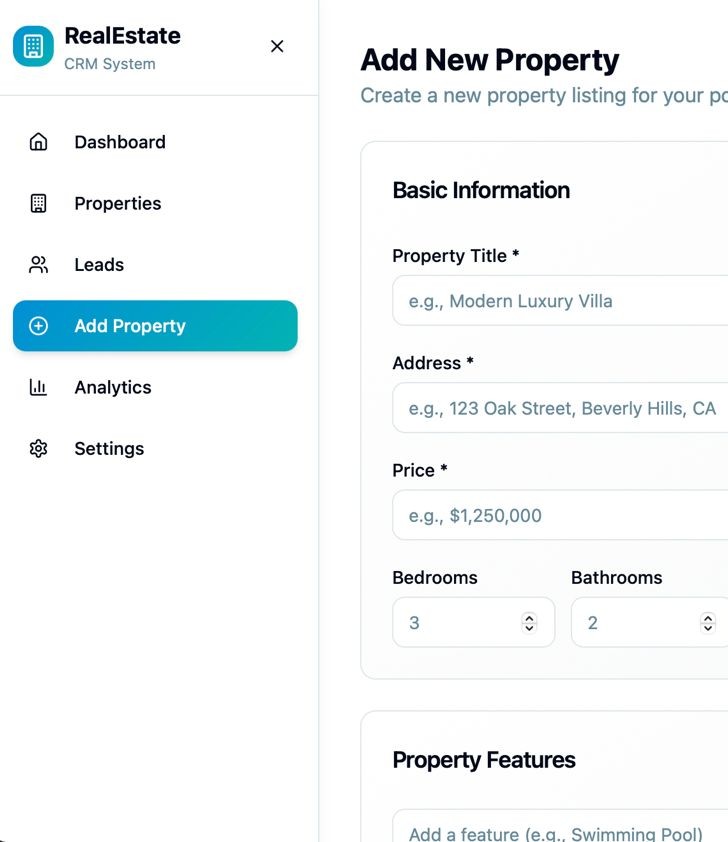 RealEstate
CRM System
Dashboard
Properties
Leads
Add Property
Analytics
Settings
Add New Property
Create a new property listing for your
Basic Information
Property Title *
e.g., Modern Luxury Villa
Address *
e.g., 123 Oak Street, Beverly Hills, CA
Price *
e.g., $1,250,000
Bedrooms
Bathrooms
3
2
Property Features
Add a feature (e.g., Swimming Pool)